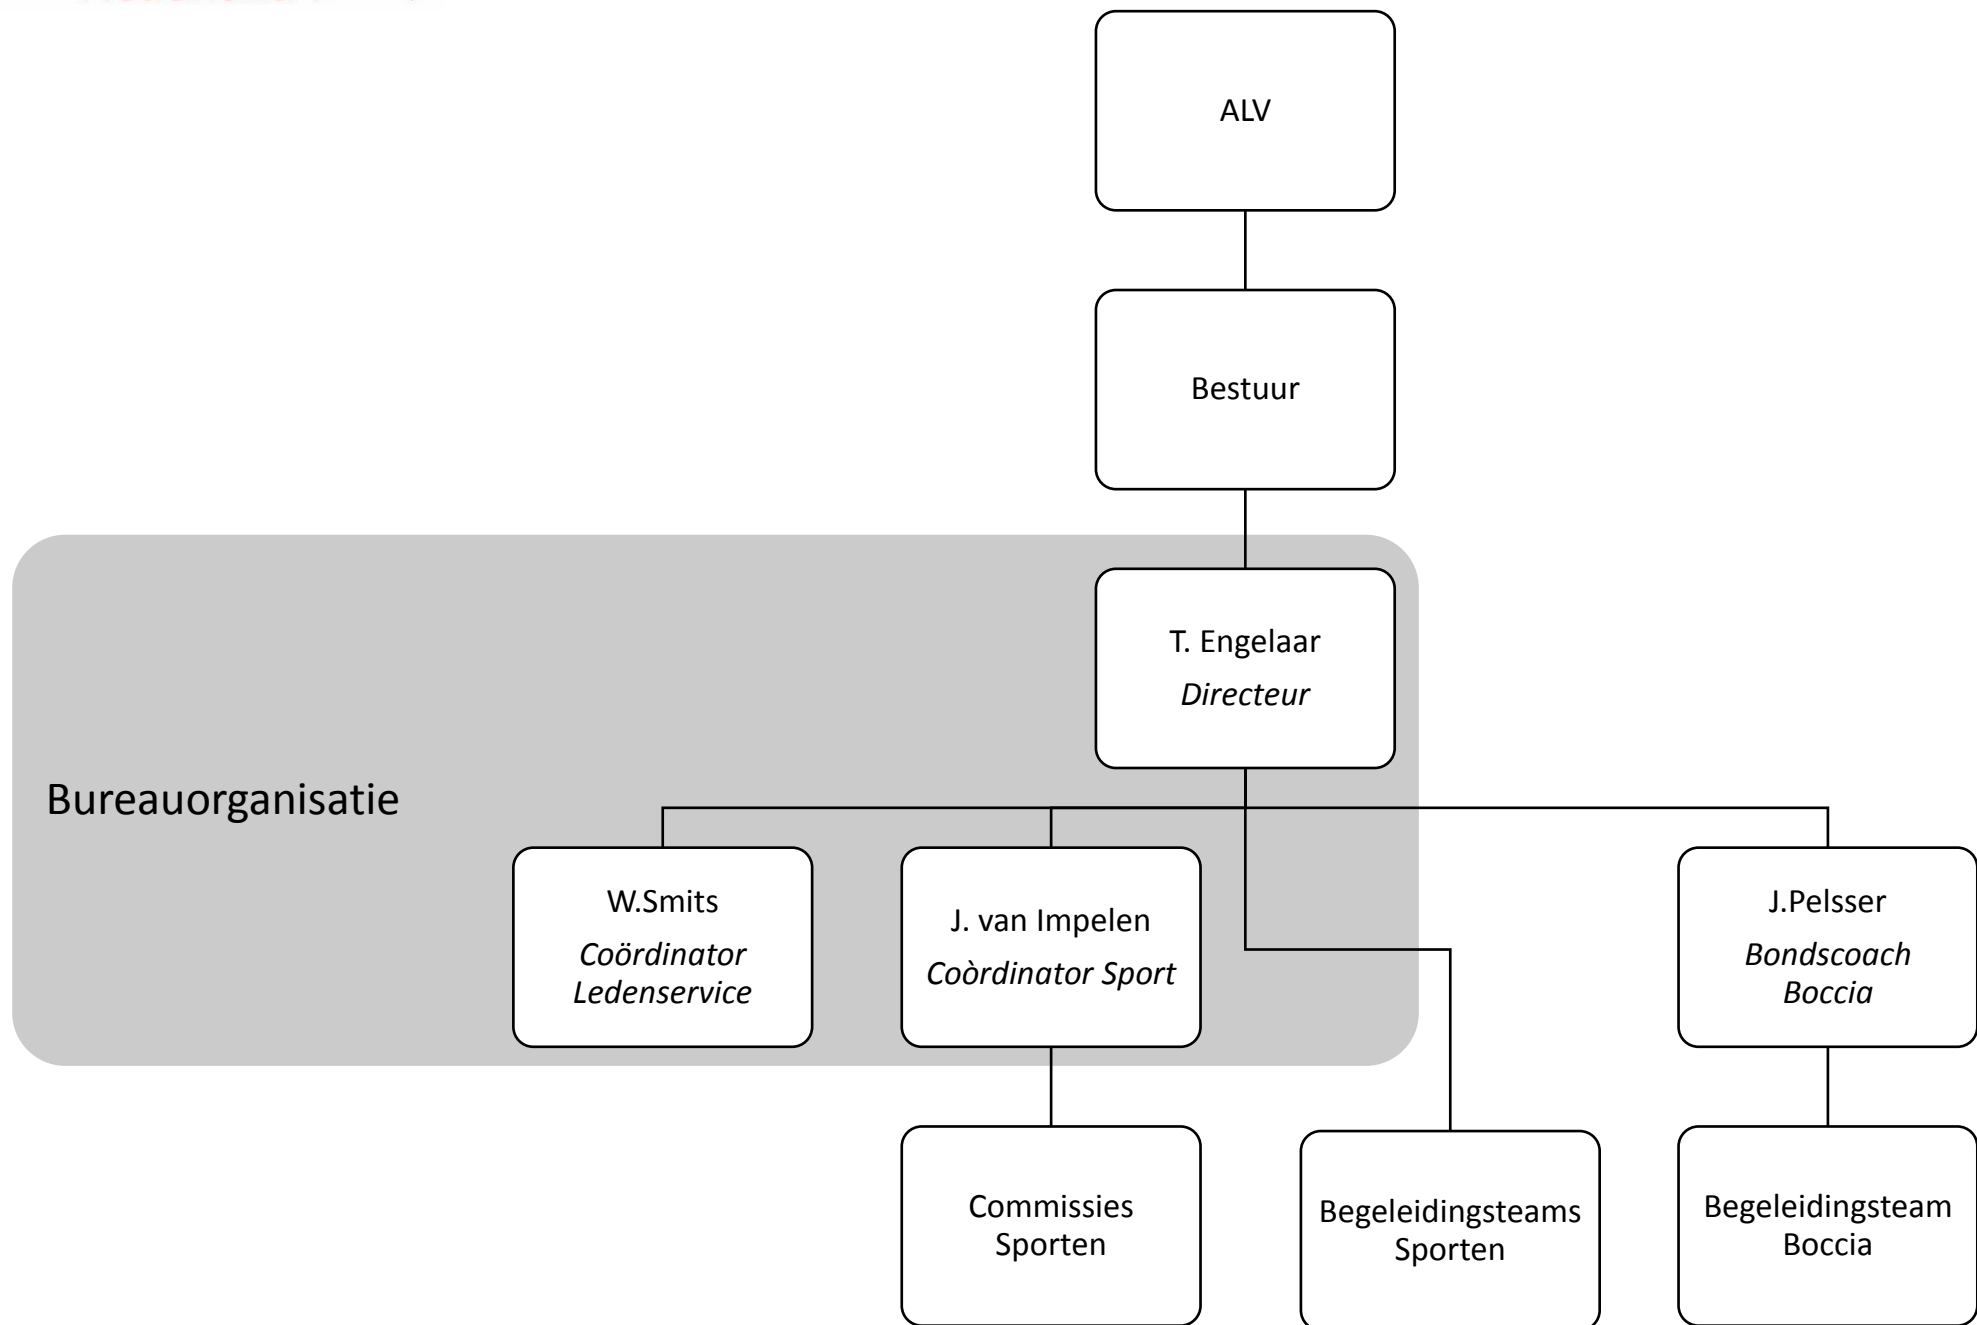 ALV
Bestuur
T. Engelaar
Directeur
Bureauorganisatie
W.Smits
Coördinator
Ledenservice
J. van Impelen
Coòrdinator Sport
J.Pelsser
Bondscoach
Boccia
Commissies
Sporten
Begeleidingsteams
Sporten
Begeleidingsteam
Boccia